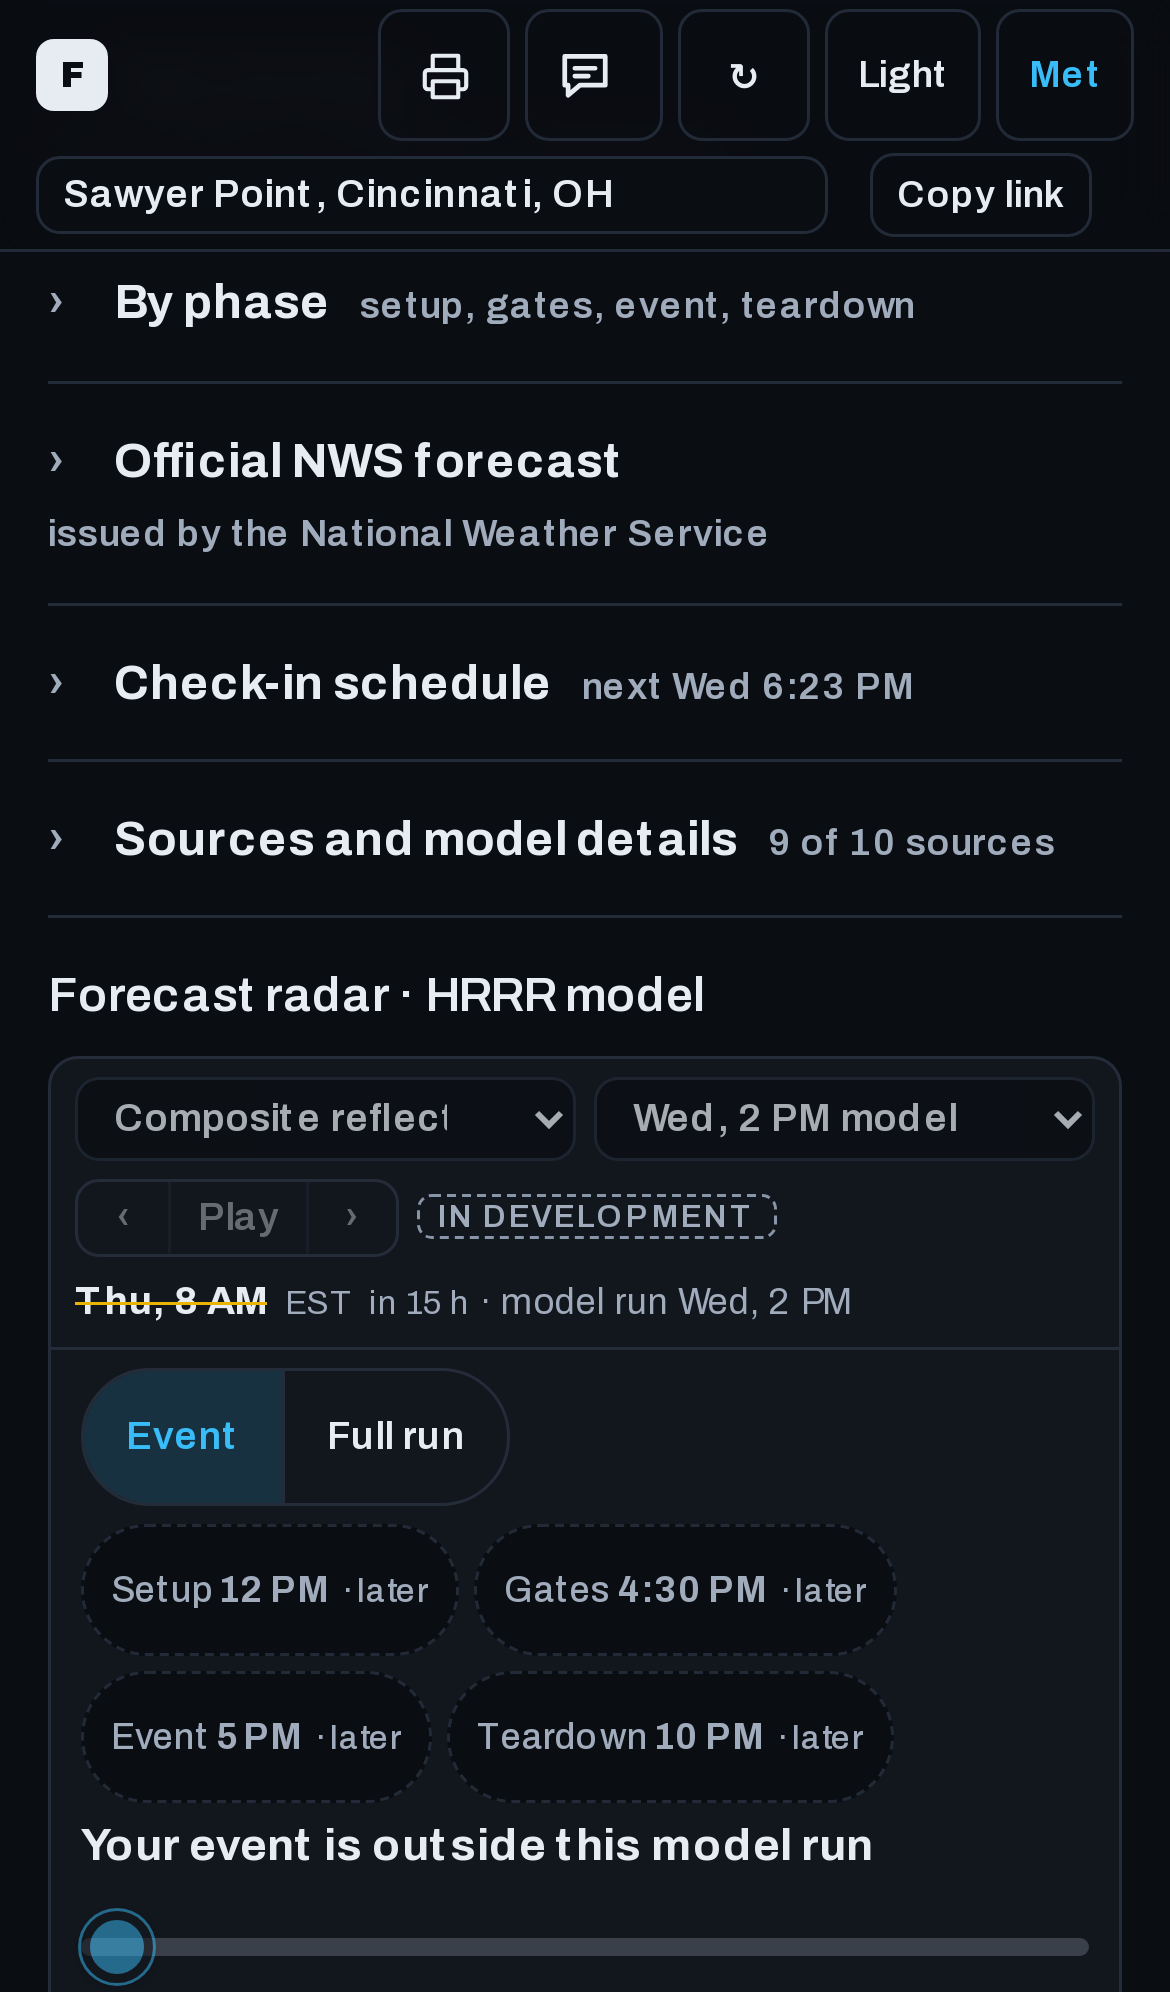 F Light Met
Sawyer Point, Cincinnati, OH Copy link
By phase setup, gates, event, teardown
Official NWS forecast
issued by the National Weather Service
Check-in schedule next Wed 6:23 PM
Sources and model details 9 of 10 sources
Forecast radar · HRRR model
Composite reflect Wed, 2 PM model
Play IN DEVELOPMENT
Thu, 8 AM EST in 15 h · model run Wed, 2 PM
Event Full run
Setup 12 PM · later Gates 4:30 PM · later
Event 5 PM · later Teardown 10 PM · later
Your event is outside this model run